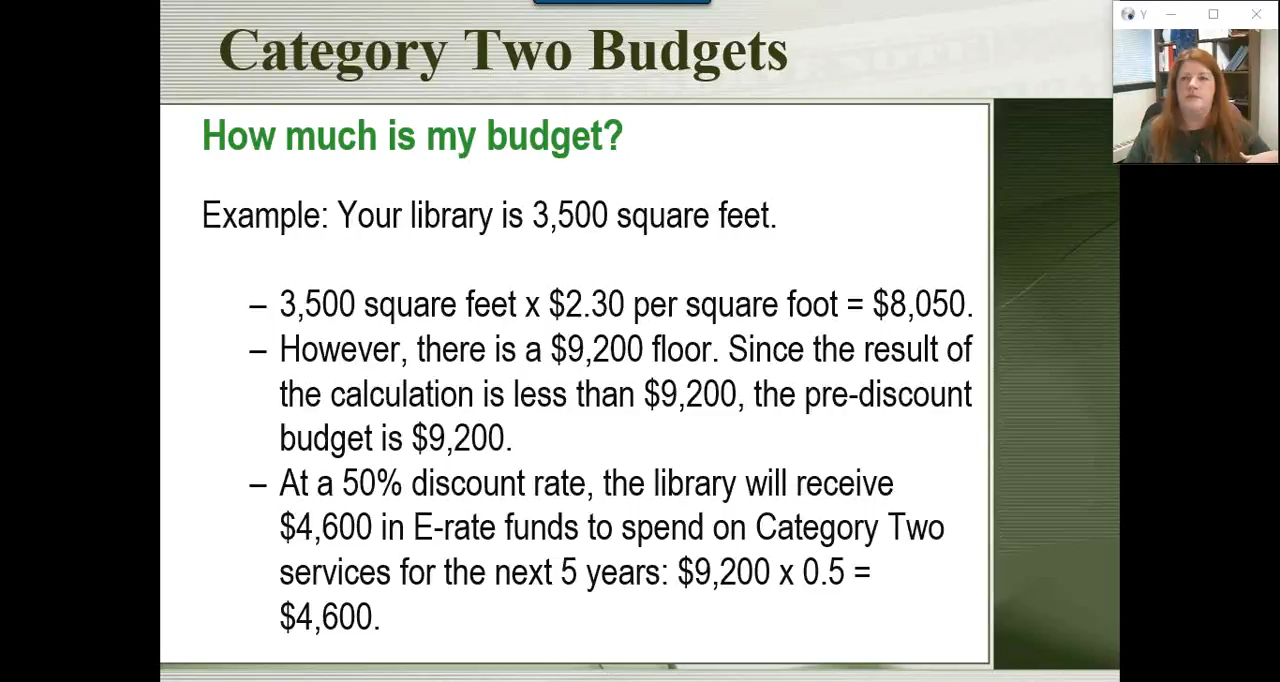 Category Two Budgets
Y
How much is my budget?
Example: Your library is 3,500 square feet.
– 3,500 square feet x $2.30 per square foot = $8,050.
– However, there is a $9,200 floor. Since the result of
the calculation is less than $9,200, the pre-discount
budget is $9,200.
– At a 50% discount rate, the library will receive
$4,600 in E-rate funds to spend on Category Two
services for the next 5 years: $9,200 x 0.5 =
$4,600.